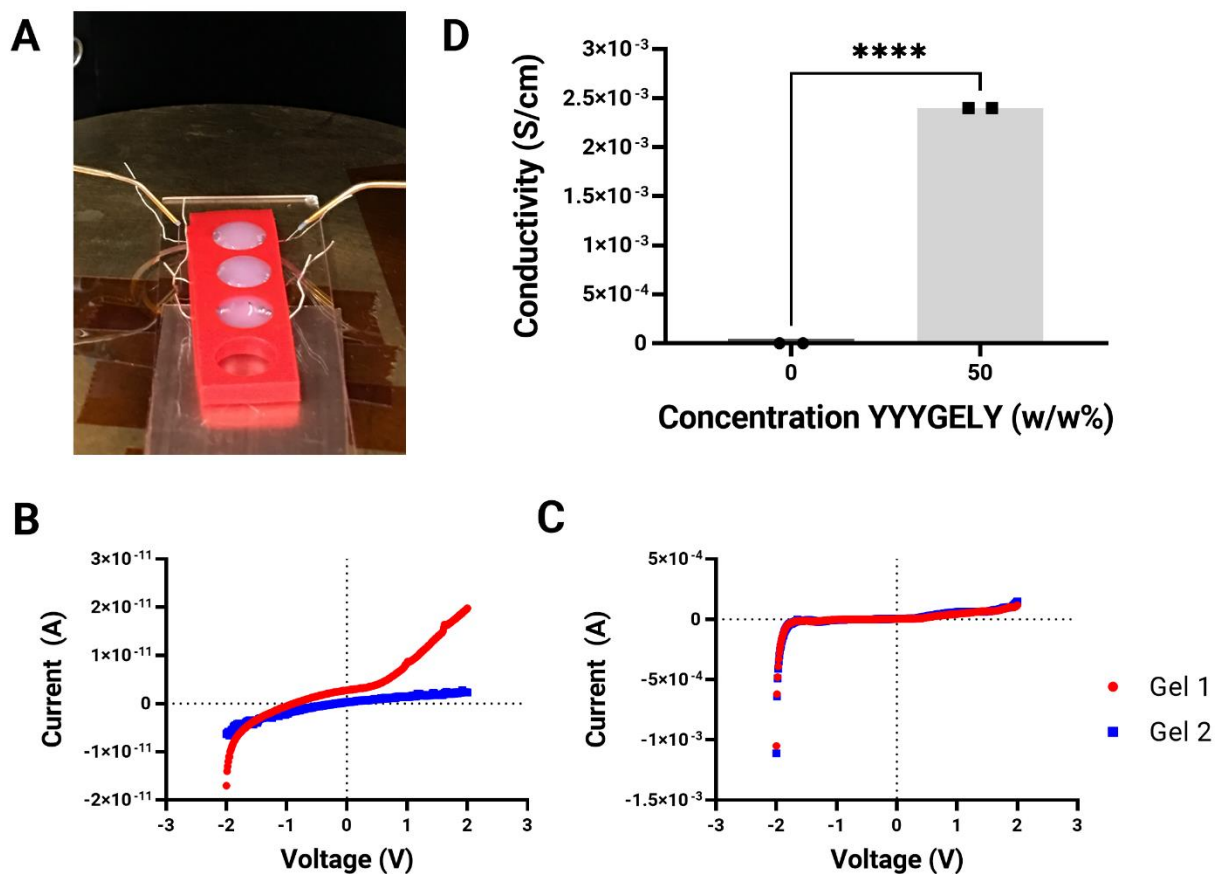 A
D
****
3×10⁻³
2.5×10⁻³
2×10⁻³
1.5×10⁻³
1×10⁻³
5×10⁻⁴
0
Conductivity (S/cm)
0
50
Concentration YYYGELY (w/w%)
B
3×10⁻¹¹
2×10⁻¹¹
1×10⁻¹¹
0
-1×10⁻¹¹
-2×10⁻¹¹
Current (A)
-3
-2
-1
0
1
2
3
Voltage (V)
C
5×10⁻⁴
0
-5×10⁻⁴
-1×10⁻³
-1.5×10⁻³
Current (A)
-3
-2
-1
0
1
2
3
Voltage (V)
Gel 1
Gel 2